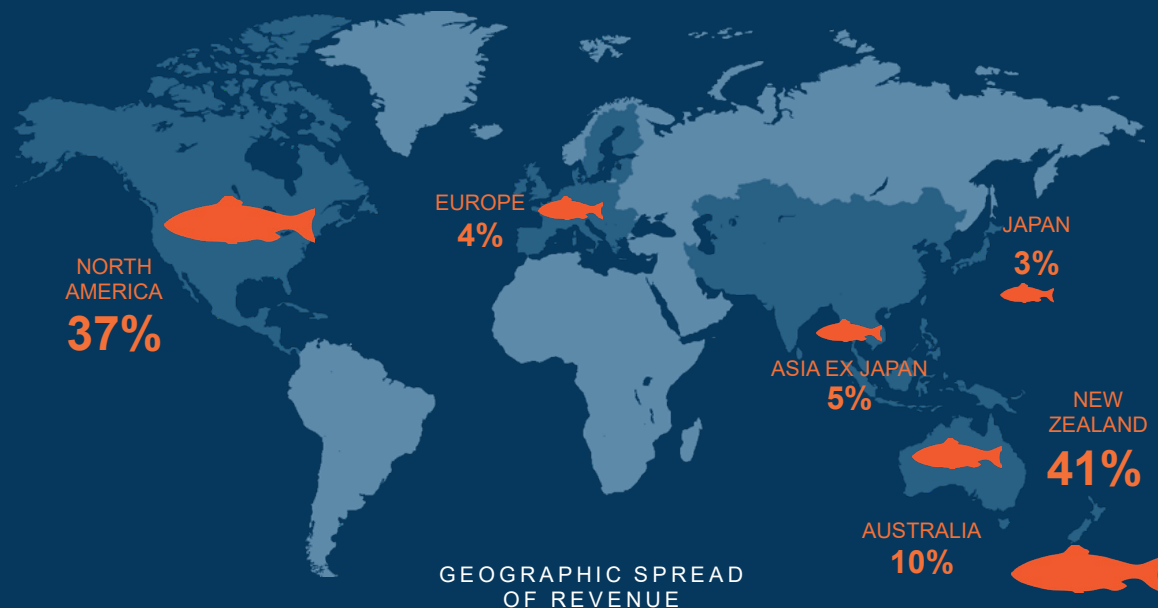 NORTH
AMERICA
37%
EUROPE
4%
JAPAN
3%
ASIA EX JAPAN
5%
NEW
ZEALAND
41%
AUSTRALIA
10%
GEOGRAPHIC SPREAD
OF REVENUE